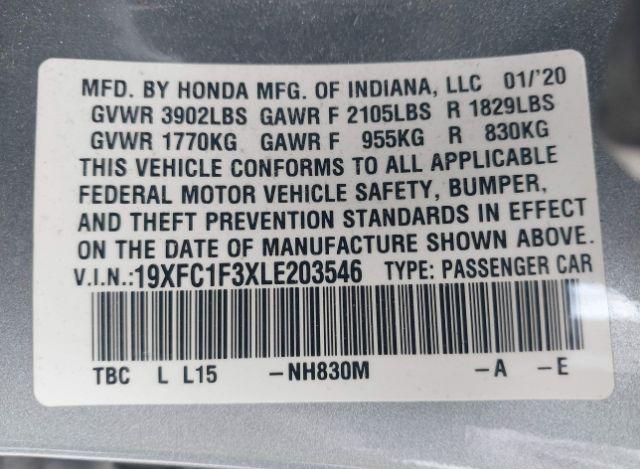 MFD. BY HONDA MFG. OF INDIANA, LLC 01/'20
GVWR 3902LBS GAWR F 2105LBS R 1829LBS
GVWR 1770KG GAWR F 955KG R 830KG
THIS VEHICLE CONFORMS TO ALL APPLICABLE
FEDERAL MOTOR VEHICLE SAFETY, BUMPER,
AND THEFT PREVENTION STANDARDS IN EFFECT
ON THE DATE OF MANUFACTURE SHOWN ABOVE.
V.I.N.:19XFC1F3XLE203546 TYPE: PASSENGER CAR
TBC L L15 -NH830M -A -E